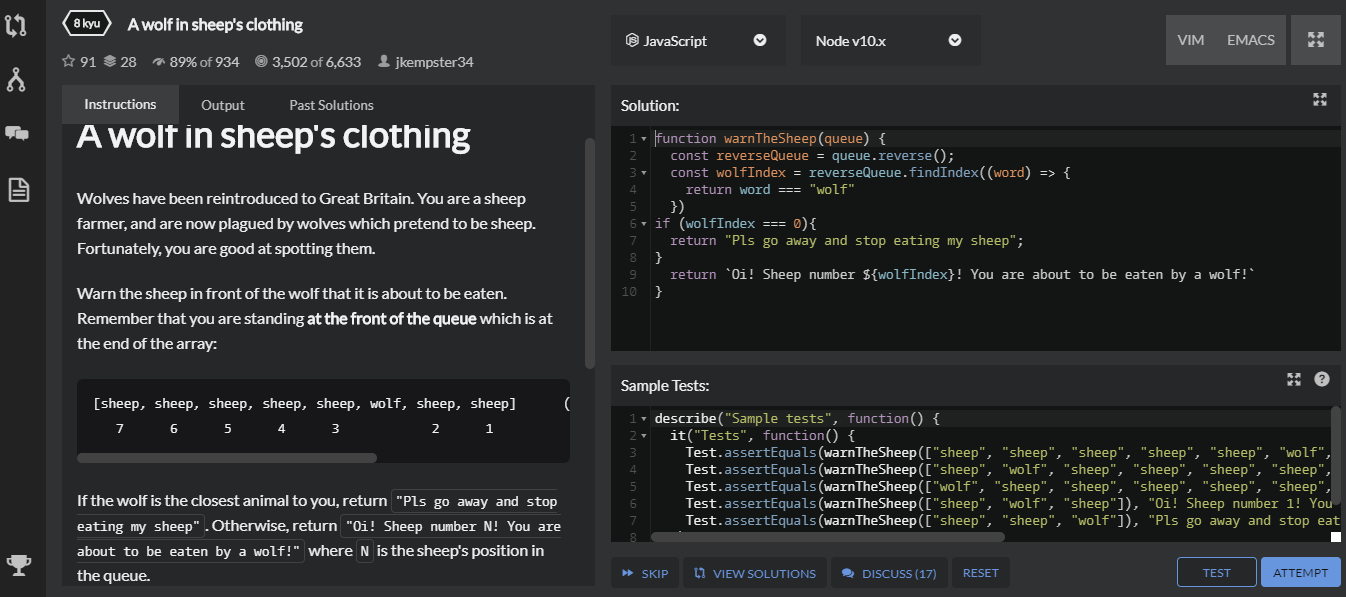 8 kyu A wolf in sheep's clothing
91 28 89% of 934 3,502 of 6,633 jkempster34
Instructions Output Past Solutions
A wolf in sheep's clothing
Wolves have been reintroduced to Great Britain. You are a sheep
farmer, and are now plagued by wolves which pretend to be sheep.
Fortunately, you are good at spotting them.
Warn the sheep in front of the wolf that it is about to be eaten.
Remember that you are standing at the front of the queue which is at
the end of the array:
[sheep, sheep, sheep, sheep, sheep, wolf, sheep, sheep] (
7 6 5 4 3 2 1
If the wolf is the closest animal to you, return "Pls go away and stop
eating my sheep". Otherwise, return "Oi! Sheep number N! You are
about to be eaten by a wolf!" where N is the sheep's position in
the queue.
JavaScript Node v10.x VIM EMACS
Solution:
1 function warnTheSheep(queue) {
2 const reverseQueue = queue.reverse();
3 const wolfIndex = reverseQueue.findIndex((word) => {
4 return word === "wolf"
5 })
6 if (wolfIndex === 0){
7 return "Pls go away and stop eating my sheep";
8 }
9 return `Oi! Sheep number ${wolfIndex}! You are about to be eaten by a wolf!`
10 }
Sample Tests:
1 describe("Sample tests", function() {
2 it("Tests", function() {
3 Test.assertEquals(warnTheSheep(["sheep", "sheep", "sheep", "sheep", "sheep", "wolf",
4 Test.assertEquals(warnTheSheep(["sheep", "wolf", "sheep", "sheep", "sheep", "sheep",
5 Test.assertEquals(warnTheSheep(["wolf", "sheep", "sheep", "sheep", "sheep", "sheep",
6 Test.assertEquals(warnTheSheep(["sheep", "wolf", "sheep"]), "Oi! Sheep number 1! You
7 Test.assertEquals(warnTheSheep(["sheep", "sheep", "wolf"]), "Pls go away and stop eat
8
SKIP VIEW SOLUTIONS DISCUSS (17) RESET TEST ATTEMPT